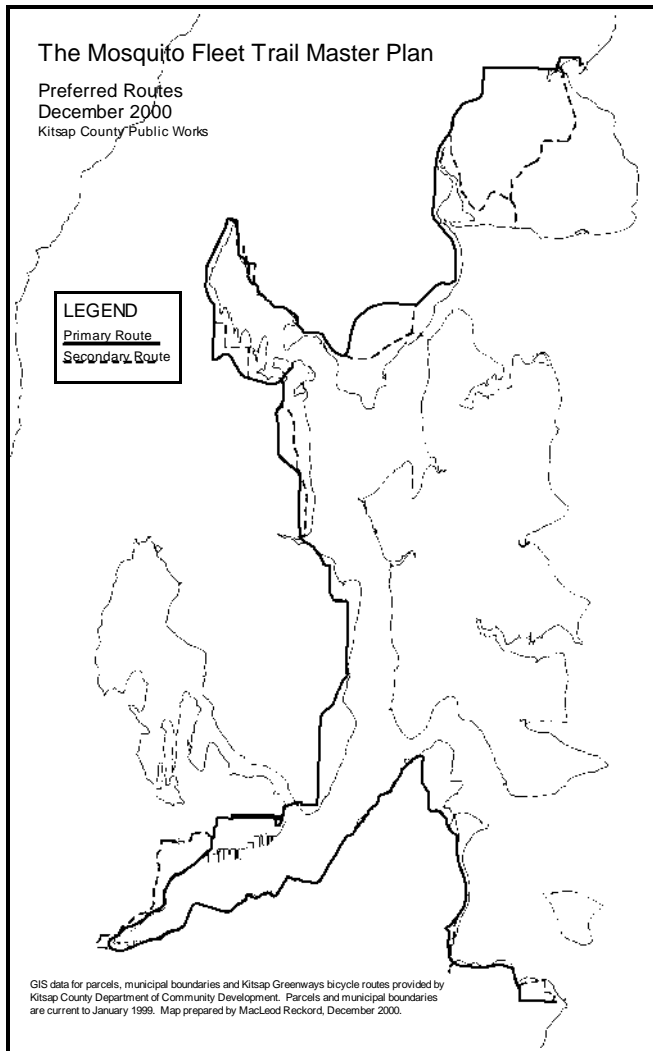 The Mosquito Fleet Trail Master Plan
Preferred Routes
December 2000
Kitsap County Public Works
LEGEND
Primary Route
Secondary Route
GIS data for parcels, municipal boundaries and Kitsap Greenways bicycle routes provided by
Kitsap County Department of Community Development. Parcels and municipal boundaries
are current to January 1999. Map prepared by MacLeod Reckord, December 2000.